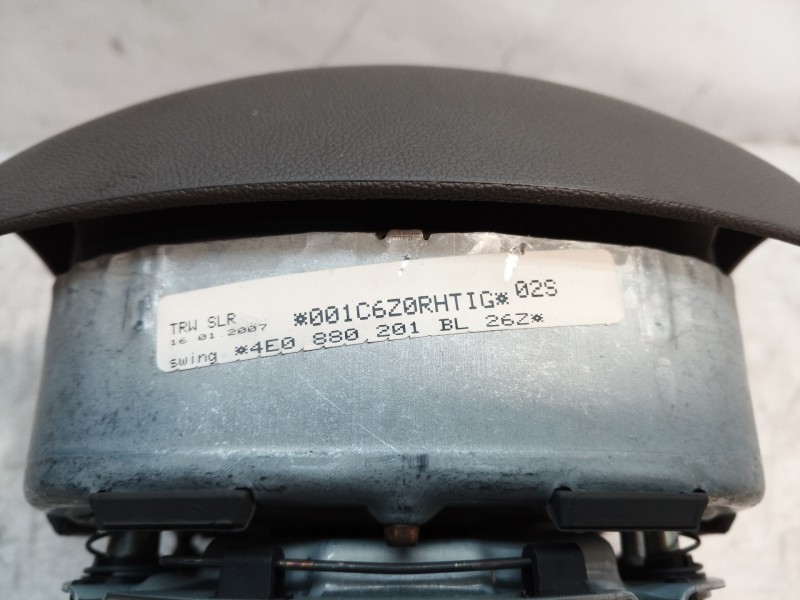 TRW SLR *001C6Z0RHTIG* 02S
16 01 2007
swing *4E0 880 201 BL 26Z*